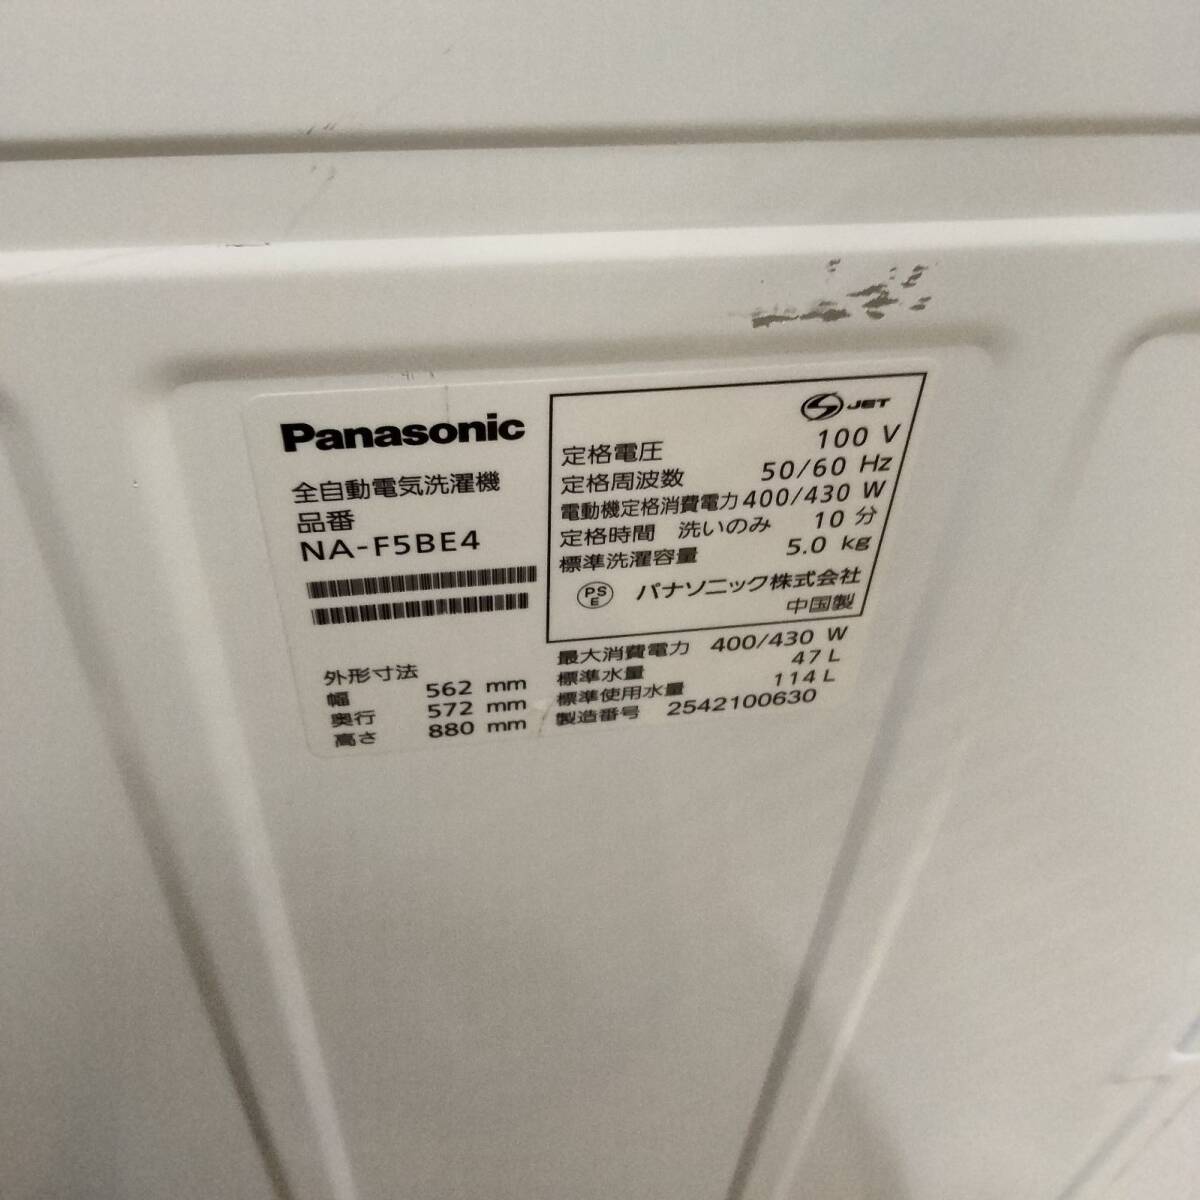 Panasonic
全自動電気洗濯機
品番
NA-F5BE4
外形寸法
幅 562 mm
奥行 572 mm
高さ 880 mm
JET
定格電圧 100 V
定格周波数 50/60 Hz
電動機定格消費電力 400/430 W
定格時間 洗いのみ 10 分
標準洗濯容量 5.0 kg
PS
E
パナソニック株式会社
中国製
最大消費電力 400/430 W
標準水量 47 L
標準使用水量 114 L
製造番号 2542100630